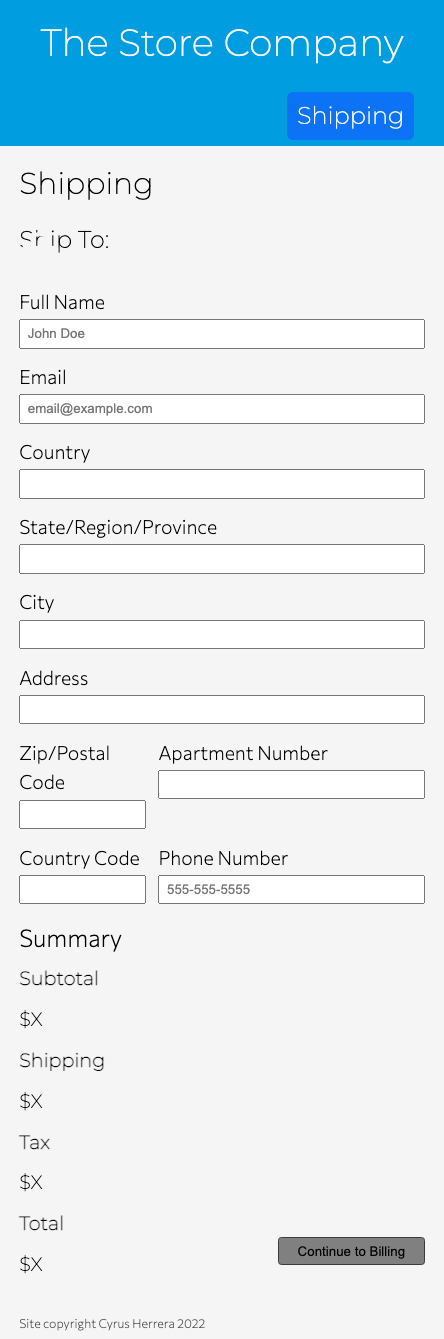 The Store Company
Shipping
Shipping
Ship To:
Full Name
John Doe
Email
email@example.com
Country
State/Region/Province
City
Address
Zip/Postal
Code
Apartment Number
Country Code
Phone Number
555-555-5555
Summary
Subtotal
$X
Shipping
$X
Tax
$X
Total
$X
Continue to Billing
Site copyright Cyrus Herrera 2022